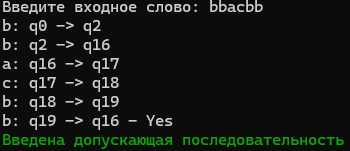 Введите входное слово: bbacbb
b: q0 -> q2
b: q2 -> q16
a: q16 -> q17
c: q17 -> q18
b: q18 -> q19
b: q19 -> q16 - Yes
Введена допускающая последовательность